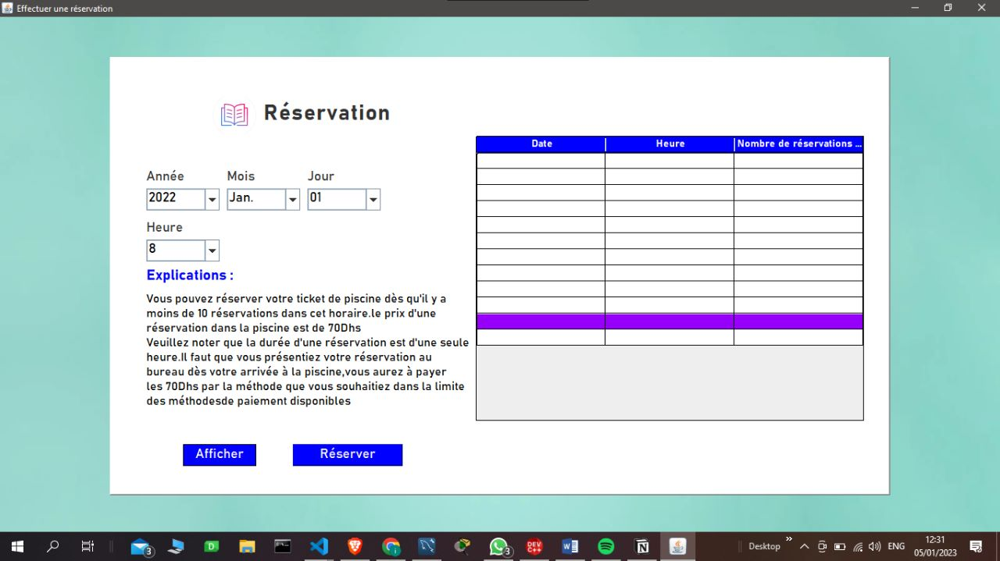 Effectuer une réservation
Réservation
Année Mois Jour
2022 Jan. 01
Heure
8
Explications :
Vous pouvez réserver votre ticket de piscine dès qu'il y a
moins de 10 réservations dans cet horaire.le prix d'une
réservation dans la piscine est de 70Dhs
Veuillez noter que la durée d'une réservation est d'une seule
heure.Il faut que vous présentiez votre réservation au
bureau dès votre arrivée à la piscine,vous aurez à payer
les 70Dhs par la méthode que vous souhaitiez dans la limite
des méthodesde paiement disponibles
Afficher Réserver
Date Heure Nombre de réservations ...
3 D 3 DEV C++ W N Desktop » ENG 12:31
05/01/2023